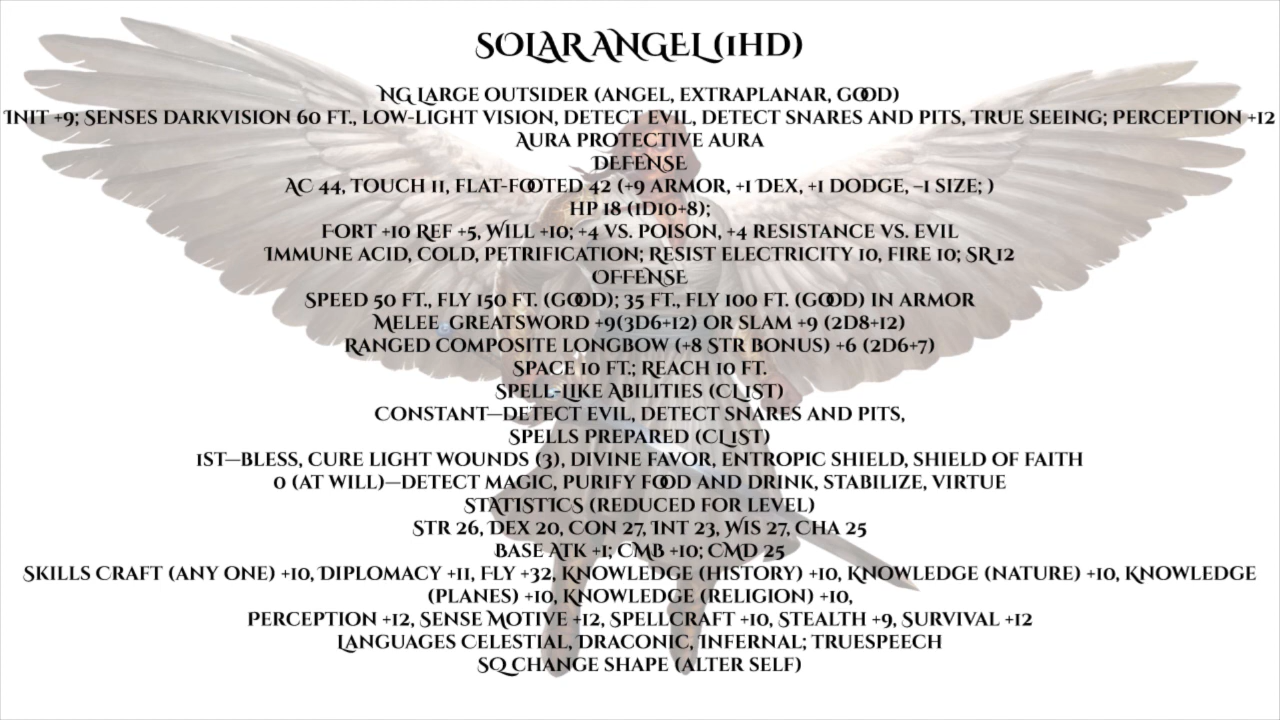 SOLAR ANGEL (1HD)
NG LARGE OUTSIDER (ANGEL, EXTRAPLANAR, GOOD)
INIT +9; SENSES DARKVISION 60 FT., LOW-LIGHT VISION, DETECT EVIL, DETECT SNARES AND PITS, TRUE SEEING; PERCEPTION +12
AURA PROTECTIVE AURA
DEFENSE
AC 44, TOUCH 11, FLAT-FOOTED 42 (+9 ARMOR, +1 DEX, +1 DODGE, –1 SIZE; )
HP 18 (1D10+8);
FORT +10 REF +5, WILL +10; +4 VS. POISON, +4 RESISTANCE VS. EVIL
IMMUNE ACID, COLD, PETRIFICATION; RESIST ELECTRICITY 10, FIRE 10; SR 12
OFFENSE
SPEED 50 FT., FLY 150 FT. (GOOD); 35 FT., FLY 100 FT. (GOOD) IN ARMOR
MELEE GREATSWORD +9(3D6+12) OR SLAM +9 (2D8+12)
RANGED COMPOSITE LONGBOW (+8 STR BONUS) +6 (2D6+7)
SPACE 10 FT.; REACH 10 FT.
SPELL-LIKE ABILITIES (CL 1ST)
CONSTANT—DETECT EVIL, DETECT SNARES AND PITS,
SPELLS PREPARED (CL 1ST)
1ST—BLESS, CURE LIGHT WOUNDS (3), DIVINE FAVOR, ENTROPIC SHIELD, SHIELD OF FAITH
0 (AT WILL)—DETECT MAGIC, PURIFY FOOD AND DRINK, STABILIZE, VIRTUE
STATISTICS (REDUCED FOR LEVEL)
STR 26, DEX 20, CON 27, INT 23, WIS 27, CHA 25
BASE ATK +1; CMB +10; CMD 25
SKILLS CRAFT (ANY ONE) +10, DIPLOMACY +11, FLY +32, KNOWLEDGE (HISTORY) +10, KNOWLEDGE (NATURE) +10, KNOWLEDGE
(PLANES) +10, KNOWLEDGE (RELIGION) +10,
PERCEPTION +12, SENSE MOTIVE +12, SPELLCRAFT +10, STEALTH +9, SURVIVAL +12
LANGUAGES CELESTIAL, DRACONIC, INFERNAL; TRUESPEECH
SQ CHANGE SHAPE (ALTER SELF)